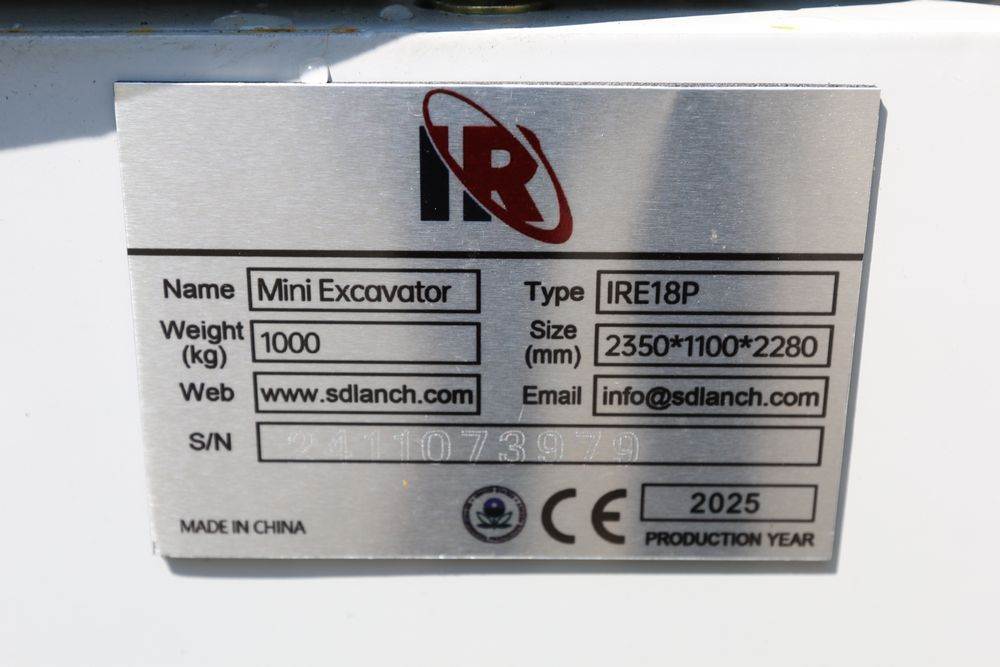 IR
Name Mini Excavator Type IRE18P
Weight (kg) 1000 Size (mm) 2350*1100*2280
Web www.sdlanch.com Email info@sdlanch.com
S/N 2411073979
MADE IN CHINA CE 2025
PRODUCTION YEAR